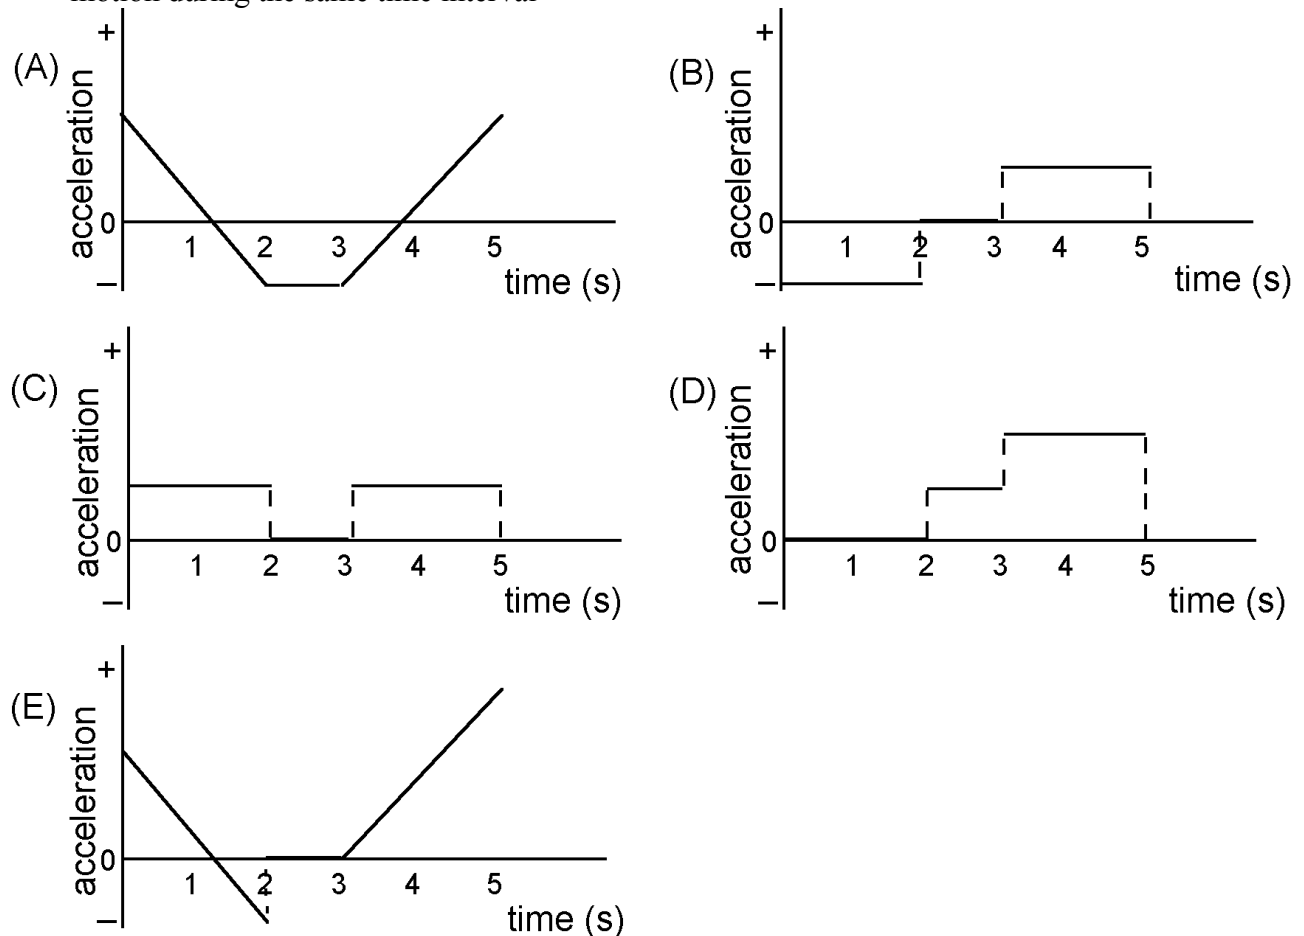 motion during the same time interval
(A)
+
acceleration
0
1 2 3 4 5
–
time (s)
(B)
+
acceleration
0
1 2 3 4 5
–
time (s)
(C)
+
acceleration
0
1 2 3 4 5
–
time (s)
(D)
+
acceleration
0
1 2 3 4 5
–
time (s)
(E)
+
acceleration
0
1 2 3 4 5
–
time (s)